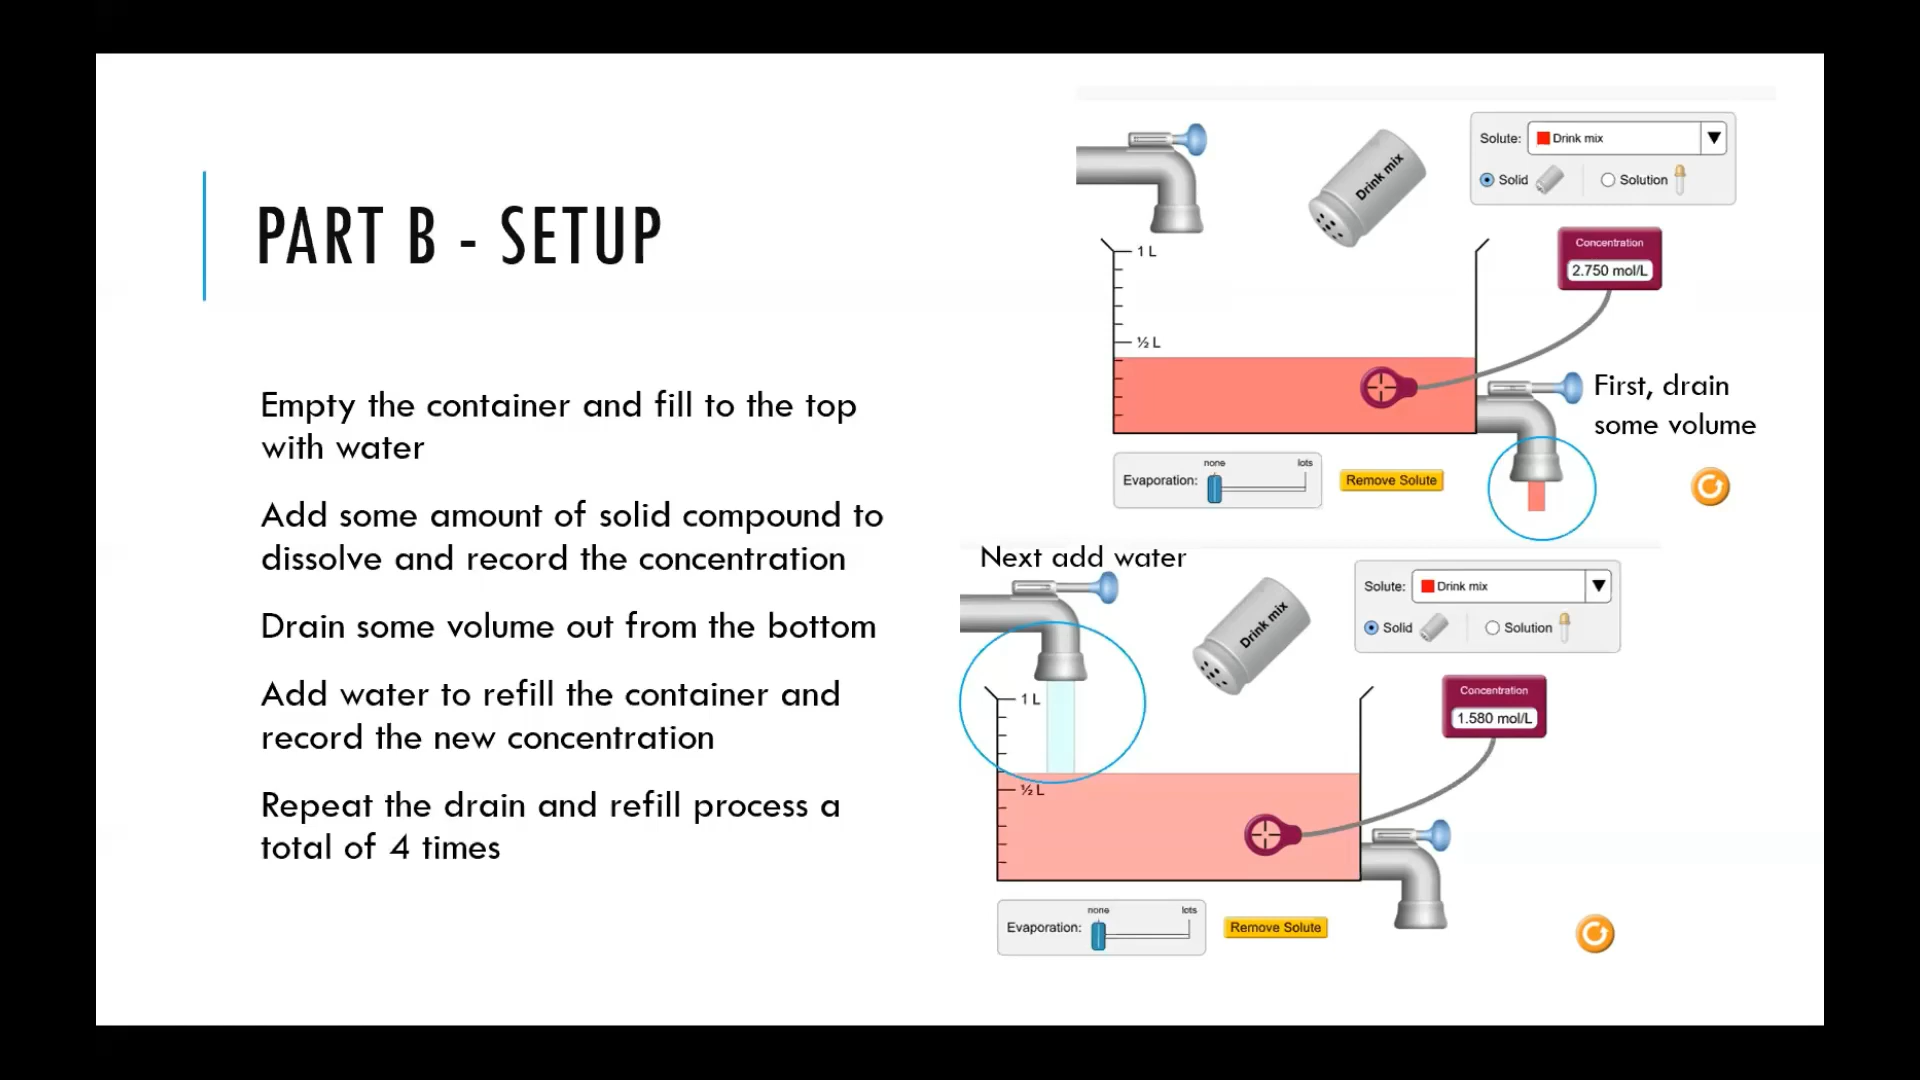 PART B - SETUP
Empty the container and fill to the top
with water
Add some amount of solid compound to
dissolve and record the concentration
Drain some volume out from the bottom
Add water to refill the container and
record the new concentration
Repeat the drain and refill process a
total of 4 times
Drink mix
Solute: Drink mix
Solid Solution
Concentration
2.750 mol/L
1 L
½ L
First, drain
some volume
none lots
Evaporation:
Remove Solute
Next add water
Drink mix
Solute: Drink mix
Solid Solution
Concentration
1.580 mol/L
1 L
½ L
none lots
Evaporation:
Remove Solute